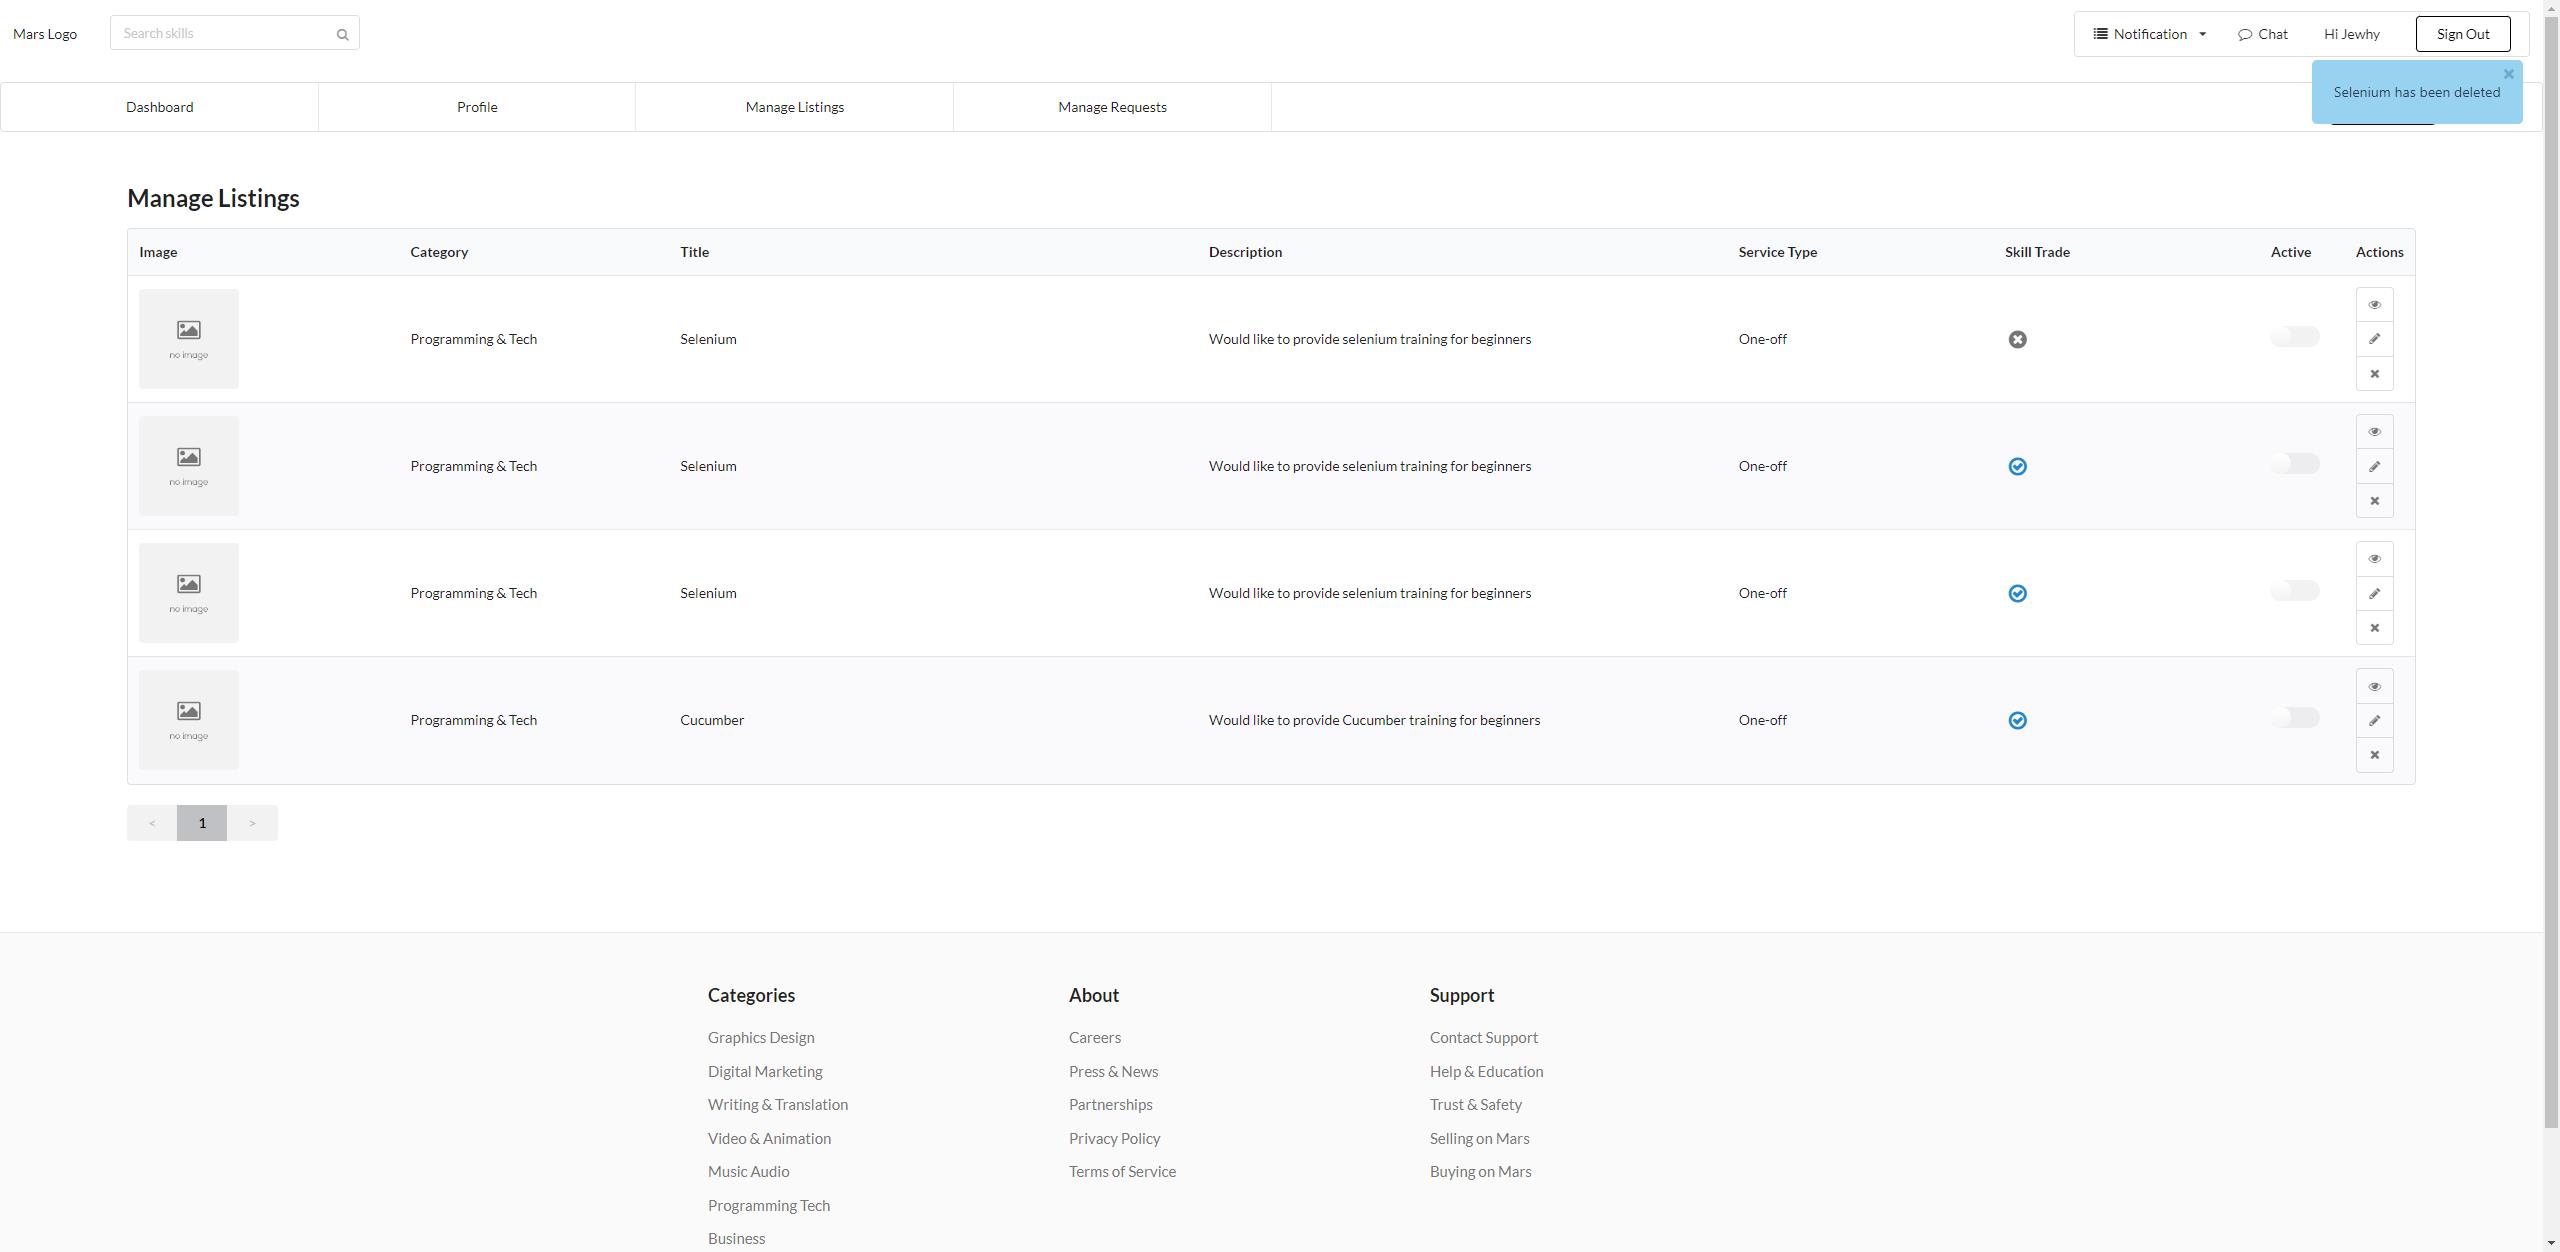 Mars Logo
Search skills
Notification
Chat
Hi Jewhy
Sign Out
Selenium has been deleted
Dashboard
Profile
Manage Listings
Manage Requests
Manage Listings
Image Category Title Description Service Type Skill Trade Active Actions
no image Programming & Tech Selenium Would like to provide selenium training for beginners One-off
no image Programming & Tech Selenium Would like to provide selenium training for beginners One-off
no image Programming & Tech Selenium Would like to provide selenium training for beginners One-off
no image Programming & Tech Cucumber Would like to provide Cucumber training for beginners One-off
< 1 >
Categories
Graphics Design
Digital Marketing
Writing & Translation
Video & Animation
Music Audio
Programming Tech
Business
About
Careers
Press & News
Partnerships
Privacy Policy
Terms of Service
Support
Contact Support
Help & Education
Trust & Safety
Selling on Mars
Buying on Mars